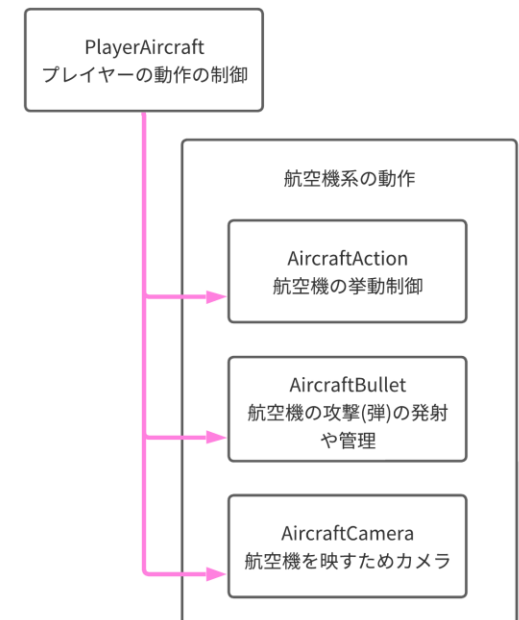 PlayerAircraft
プレイヤーの動作の制御
航空機系の動作
AircraftAction
航空機の挙動制御
AircraftBullet
航空機の攻撃(弾)の発射
や管理
AircraftCamera
航空機を映すためカメラ